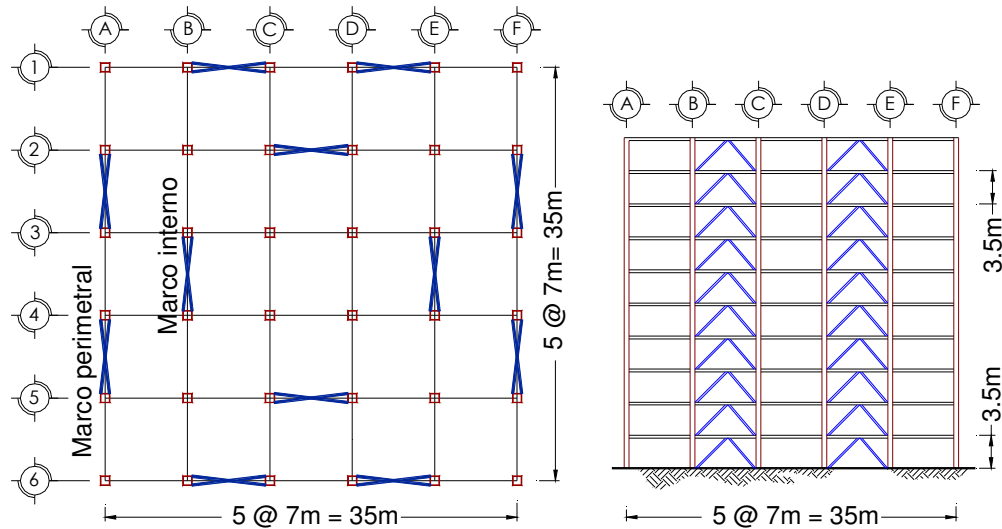 A B C D E F
1
2
3
4
5
6
Marco perimetral
Marco interno
5 @ 7m= 35m
5 @ 7m = 35m
A B C D E F
3.5m
3.5m
5 @ 7m = 35m